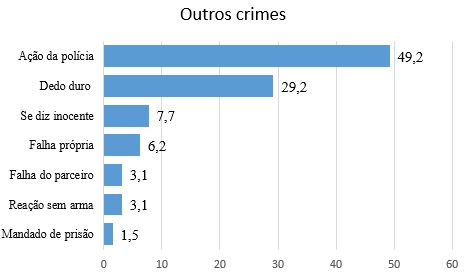 Outros crimes
Ação da polícia 49,2
Dedo duro 29,2
Se diz inocente 7,7
Falha própria 6,2
Falha do parceiro 3,1
Reação sem arma 3,1
Mandado de prisão 1,5
0 10 20 30 40 50 60